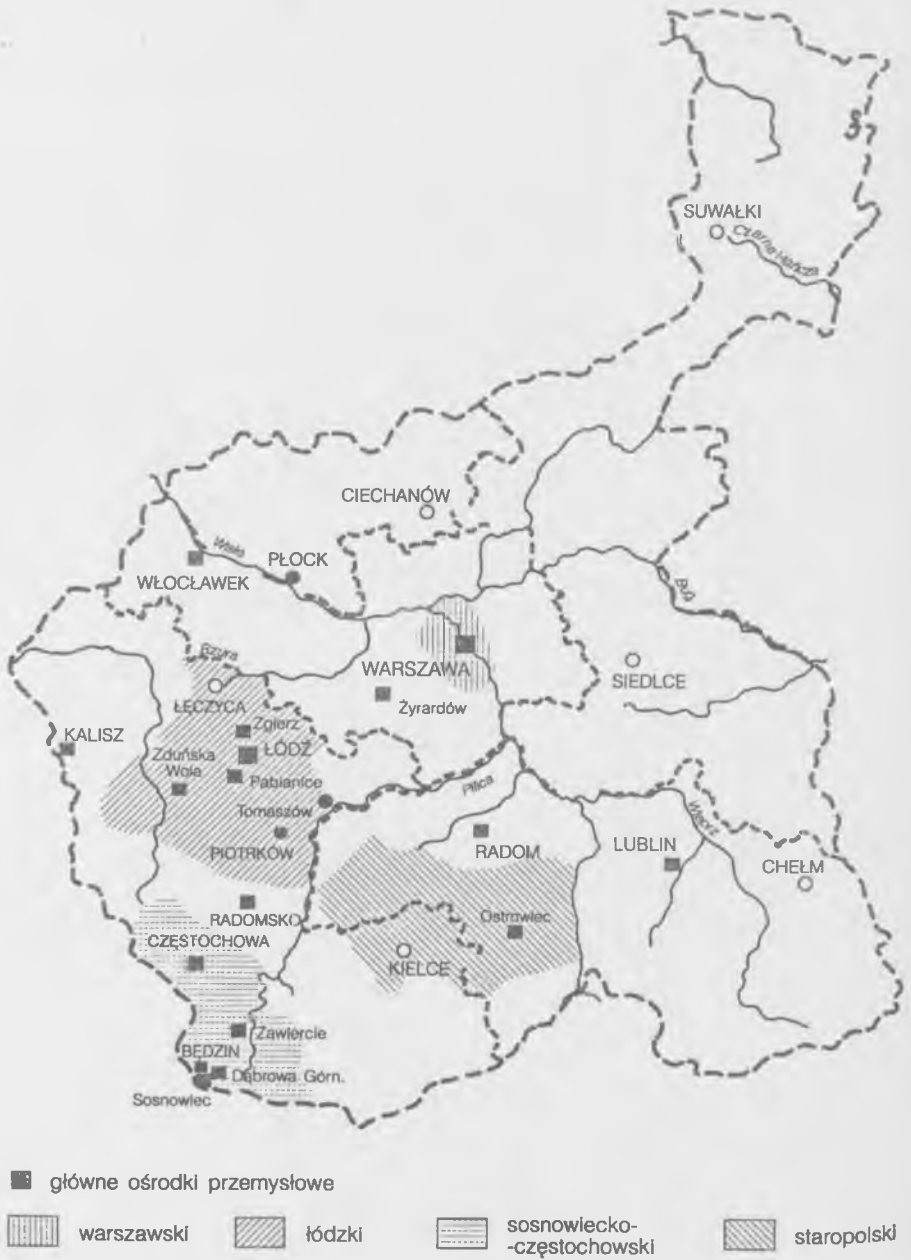 SUWAŁKI
Czarna Hańcza
CIECHANÓW
Wisła
PŁOCK
WŁOCŁAWEK
Bug
Bzura
WARSZAWA
SIEDLCE
ŁĘCZYCA
Żyrardów
KALISZ
Zgierz
ŁÓDŹ
Zduńska
Wola
Pabianice
Pilica
Tomaszów
Wieprz
PIOTRKÓW
RADOM
LUBLIN
CHEŁM
RADOMSKO
Ostrowiec
CZĘSTOCHOWA
KIELCE
Zawiercie
BĘDZIN
Dąbrowa Górn.
Sosnowiec
główne ośrodki przemysłowe
warszawski
łódzki
sosnowiecko-
-częstochowski
staropolski